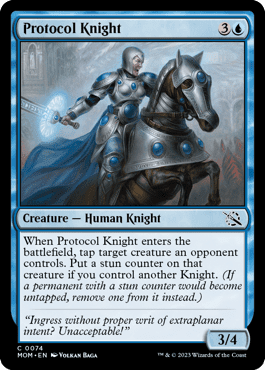 Protocol Knight 3
Creature — Human Knight
When Protocol Knight enters the
battlefield, tap target creature an opponent
controls. Put a stun counter on that
creature if you control another Knight. (If
a permanent with a stun counter would become
untapped, remove one from it instead.)
“Ingress without proper writ of extraplanar
intent? Unacceptable!”
3/4
C 0074
MOM • EN Volkan Baga
™ & © 2023 Wizards of the Coast